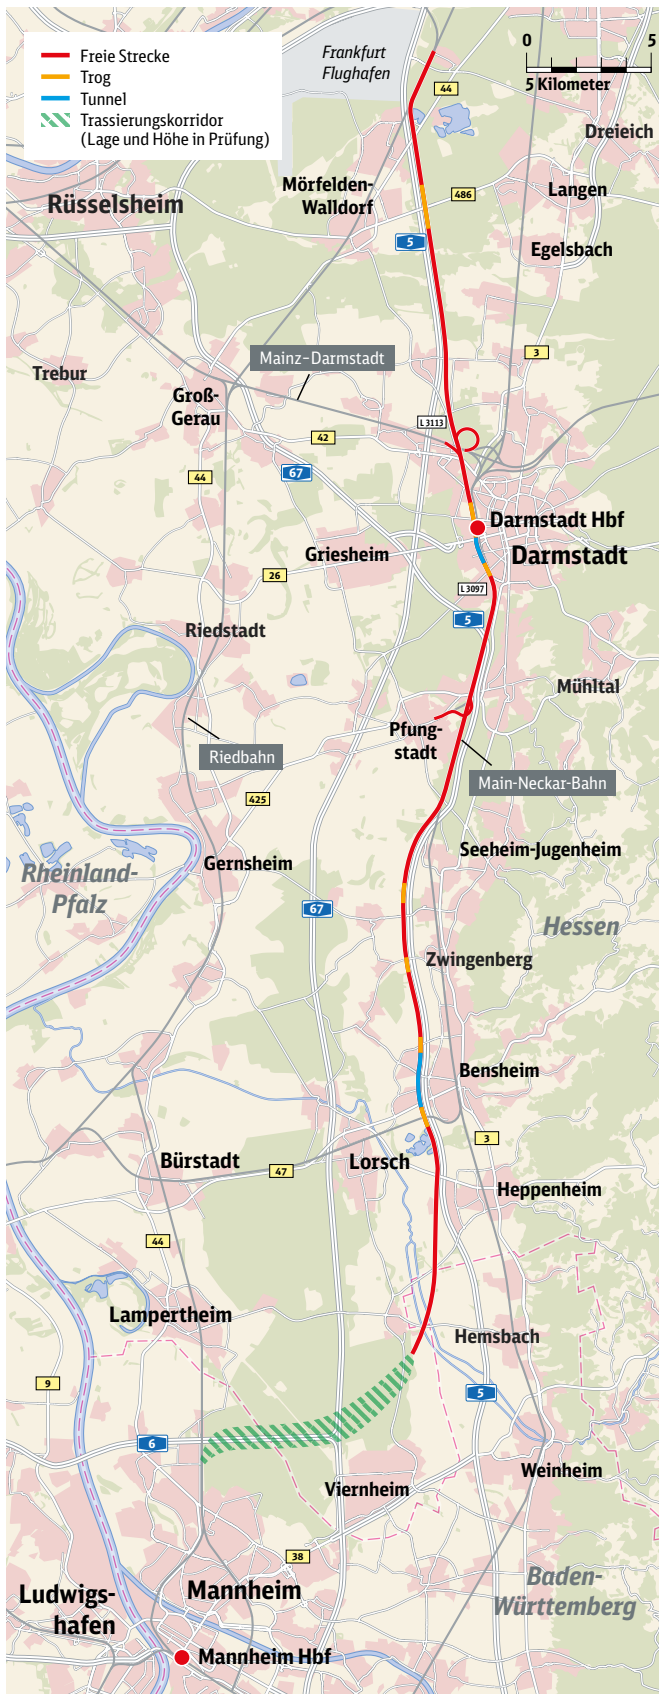 Freie Strecke
Trog
Tunnel
Trassierungskorridor
(Lage und Höhe in Prüfung)
Frankfurt
Flughafen
0
5
5 Kilometer
44
Dreieich
Mörfelden-
Walldorf
486
Langen
Rüsselsheim
5
Egelsbach
Mainz–Darmstadt
3
Trebur
Groß-
Gerau
L 3113
42
67
44
Darmstadt Hbf
Griesheim
Darmstadt
26
L 3097
5
Riedstadt
Mühltal
Pfung-
stadt
Riedbahn
Main-Neckar-Bahn
425
Gernsheim
Seeheim-Jugenheim
Rheinland-
Pfalz
67
Hessen
Zwingenberg
Bensheim
3
Bürstadt
Lorsch
47
Heppenheim
44
Lampertheim
Hemsbach
9
5
6
Weinheim
Viernheim
38
Mannheim
Ludwigs-
hafen
Baden-
Württemberg
Mannheim Hbf